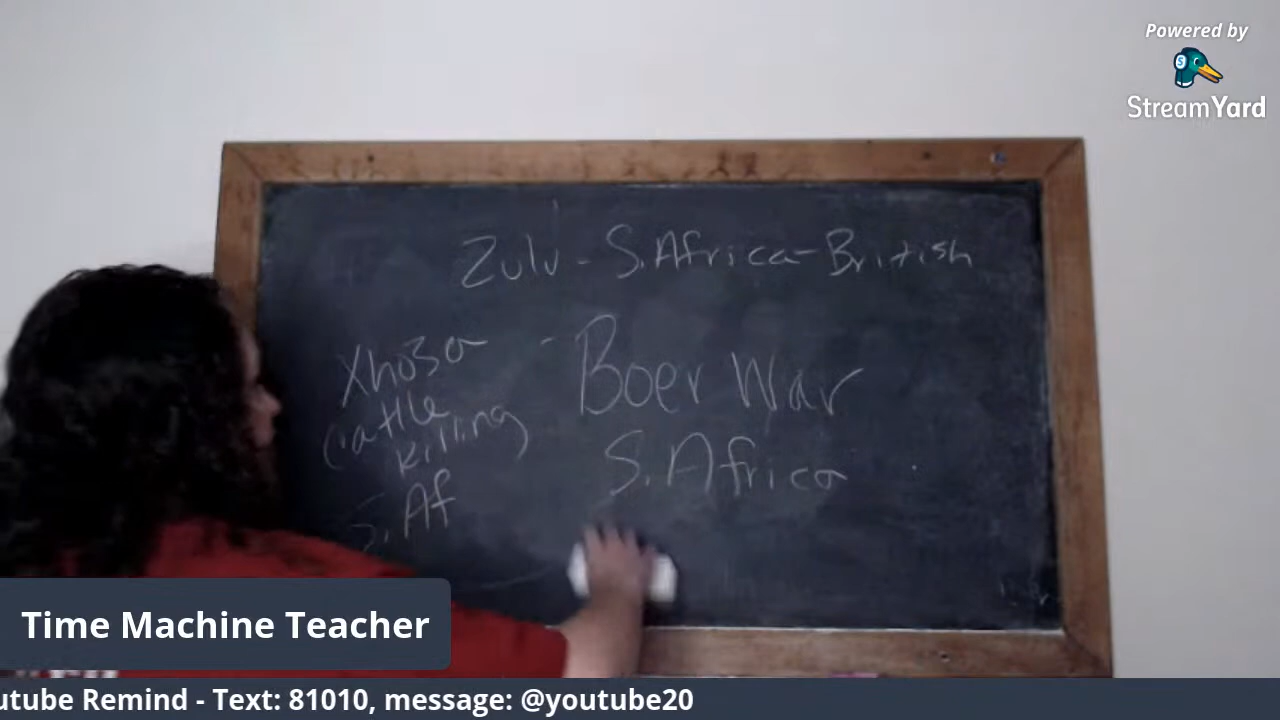 Powered by
StreamYard
Zulu - S.Africa - British
Xhosa - Boer War
cattle
killing
S.Africa
S. Af
Time Machine Teacher
utube Remind - Text: 81010, message: @youtube20